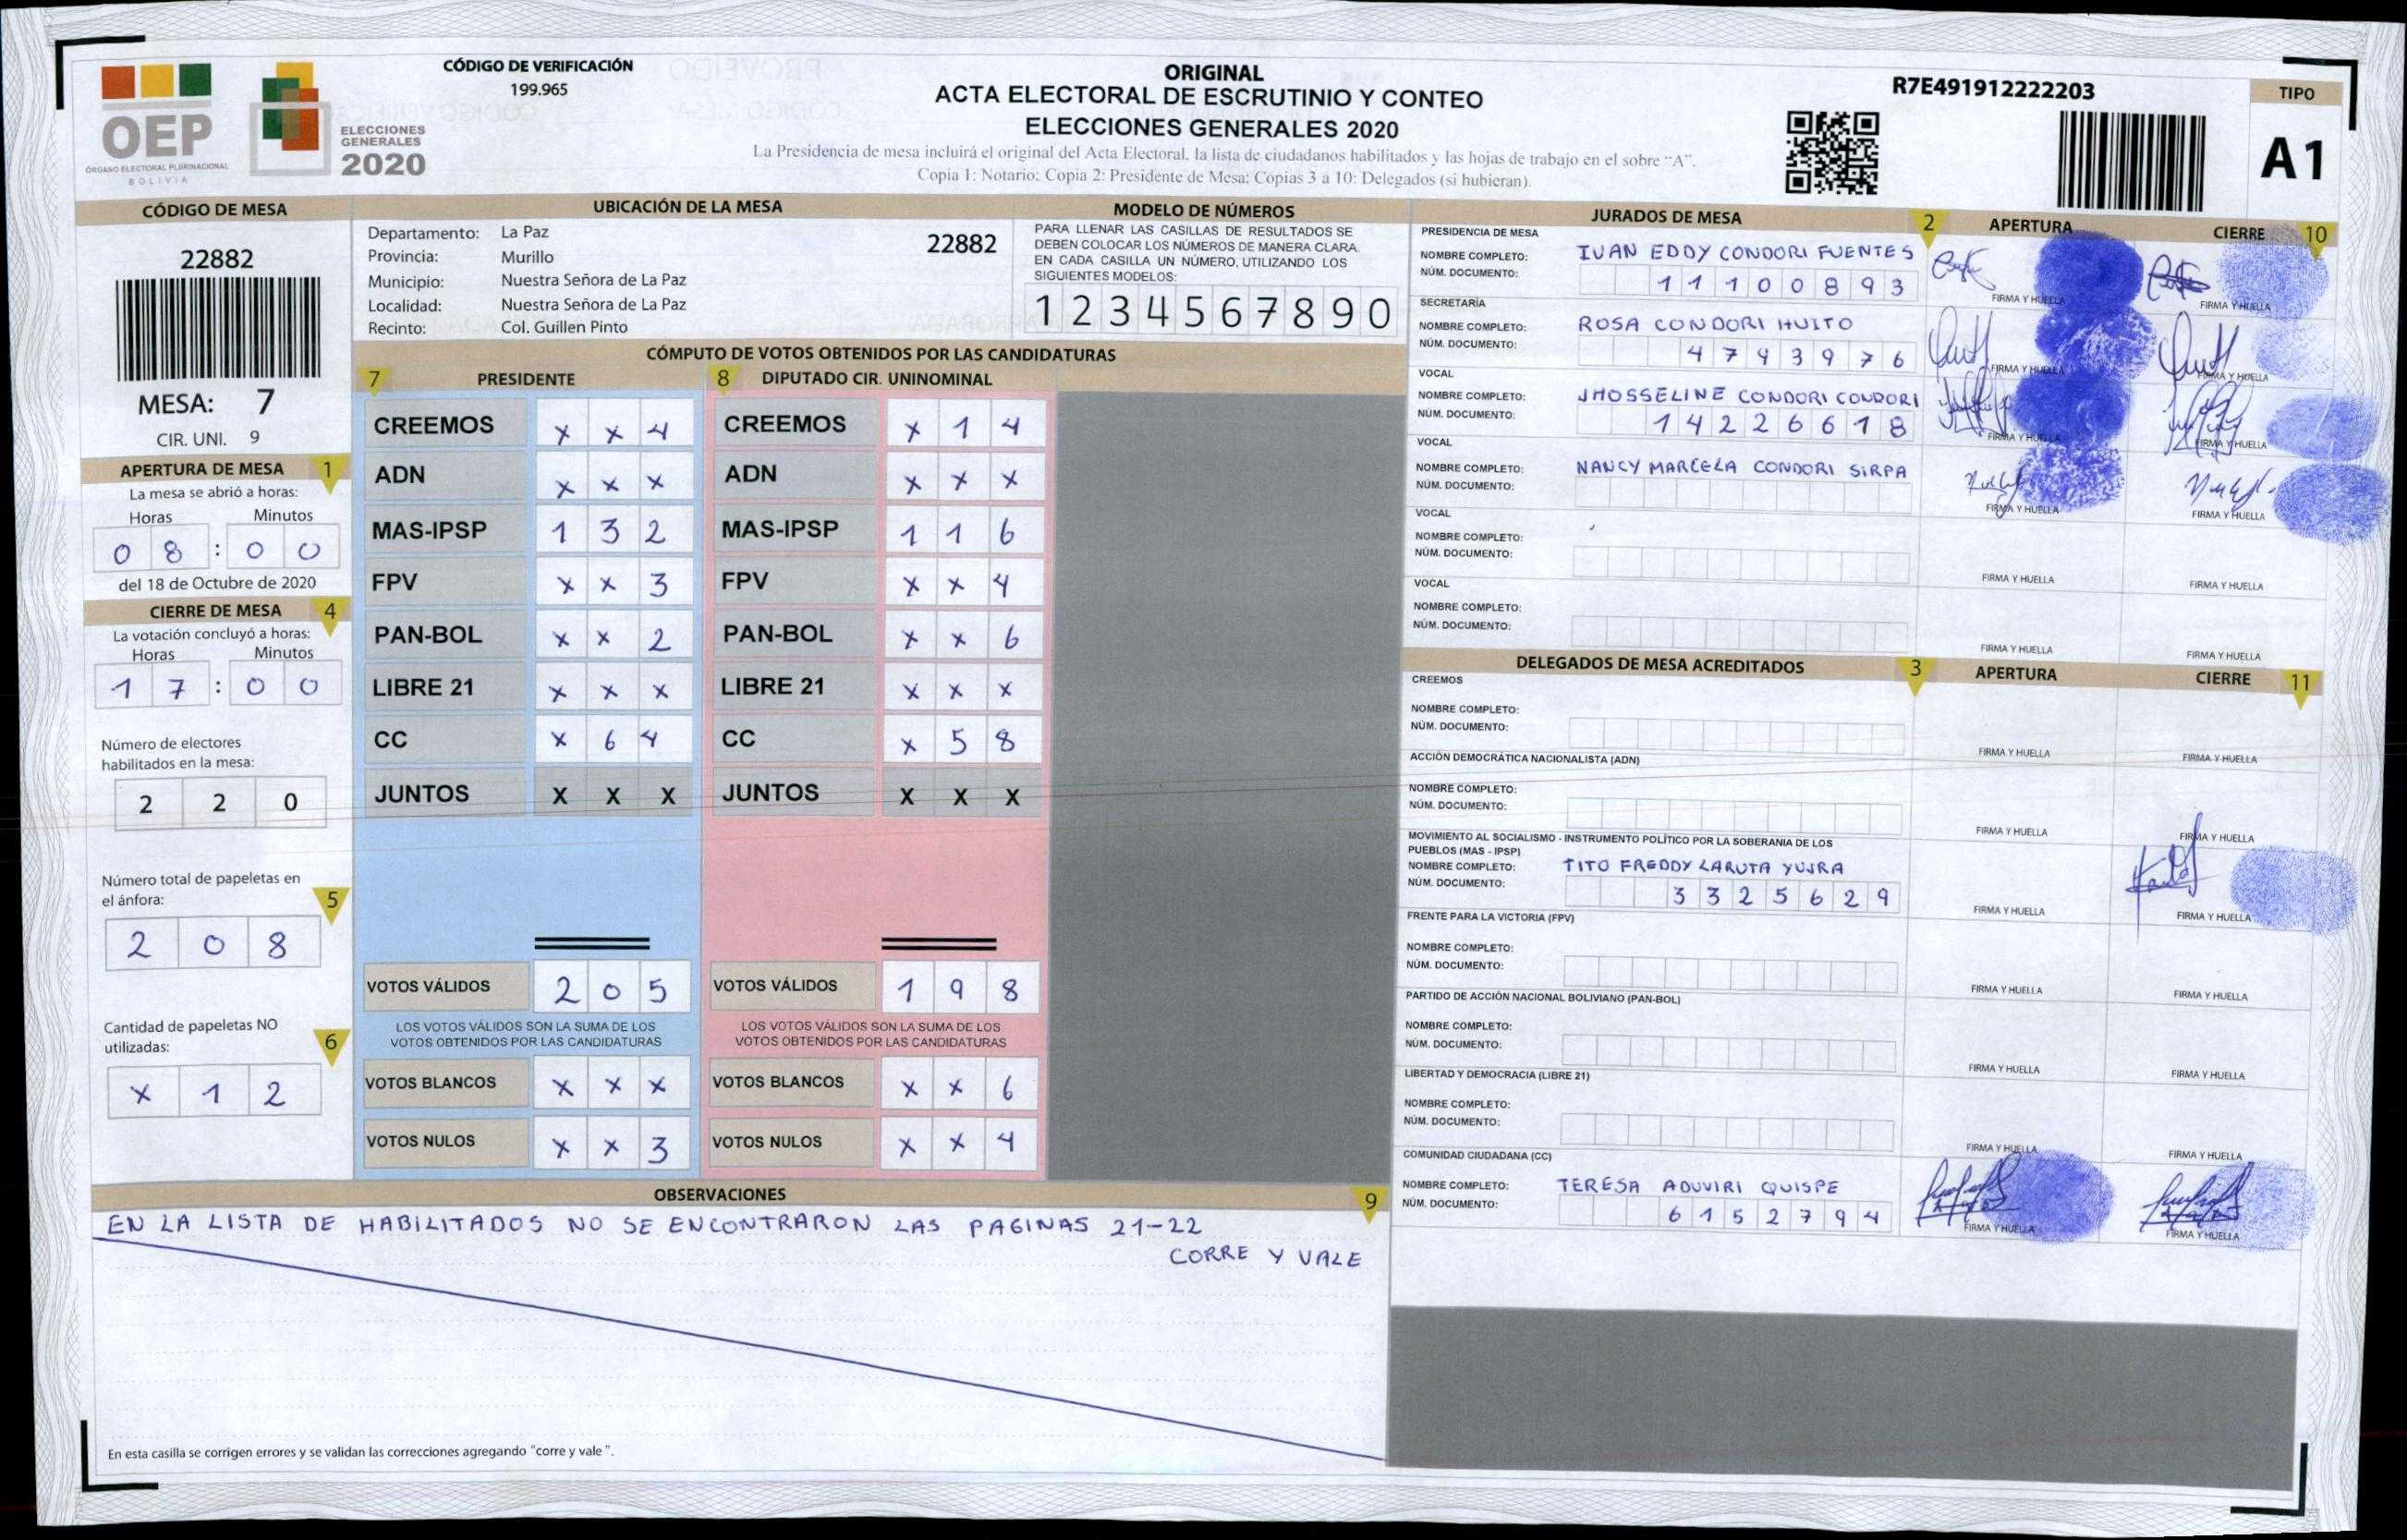 CÓDIGO DE VERIFICACIÓN
199.965
OEP
ÓRGANO ELECTORAL PLURINACIONAL
BOLIVIA
ELECCIONES
GENERALES
2020
ORIGINAL
ACTA ELECTORAL DE ESCRUTINIO Y CONTEO
ELECCIONES GENERALES 2020
La Presidencia de mesa incluirá el original del Acta Electoral, la lista de ciudadanos habilitados y las hojas de trabajo en el sobre "A".
Copia 1: Notario; Copia 2: Presidente de Mesa; Copias 3 a 10: Delegados (si hubieran).
R7E491912222203
TIPO
A1
CÓDIGO DE MESA
22882
MESA: 7
CIR. UNI. 9
APERTURA DE MESA 1
La mesa se abrió a horas:
Horas Minutos
0 8 : 0 0
del 18 de Octubre de 2020
CIERRE DE MESA 4
La votación concluyó a horas:
Horas Minutos
1 7 : 0 0
Número de electores
habilitados en la mesa:
2 2 0
Número total de papeletas en
el ánfora: 5
2 0 8
Cantidad de papeletas NO
utilizadas: 6
X 1 2
UBICACIÓN DE LA MESA
Departamento: La Paz 22882
Provincia: Murillo
Municipio: Nuestra Señora de La Paz
Localidad: Nuestra Señora de La Paz
Recinto: Col. Guillen Pinto
MODELO DE NÚMEROS
PARA LLENAR LAS CASILLAS DE RESULTADOS SE
DEBEN COLOCAR LOS NÚMEROS DE MANERA CLARA.
EN CADA CASILLA UN NÚMERO, UTILIZANDO LOS
SIGUIENTES MODELOS:
1 2 3 4 5 6 7 8 9 0
CÓMPUTO DE VOTOS OBTENIDOS POR LAS CANDIDATURAS
7 PRESIDENTE 8 DIPUTADO CIR. UNINOMINAL
CREEMOS X X 4 CREEMOS X 1 4
ADN X X X ADN X X X
MAS-IPSP 1 3 2 MAS-IPSP 1 1 6
FPV X X 3 FPV X X 4
PAN-BOL X X 2 PAN-BOL X X 6
LIBRE 21 X X X LIBRE 21 X X X
CC X 6 4 CC X 5 8
JUNTOS X X X JUNTOS X X X
VOTOS VÁLIDOS 2 0 5 VOTOS VÁLIDOS 1 9 8
LOS VOTOS VÁLIDOS SON LA SUMA DE LOS LOS VOTOS VÁLIDOS SON LA SUMA DE LOS
VOTOS OBTENIDOS POR LAS CANDIDATURAS VOTOS OBTENIDOS POR LAS CANDIDATURAS
VOTOS BLANCOS X X X VOTOS BLANCOS X X 6
VOTOS NULOS X X 3 VOTOS NULOS X X 4
OBSERVACIONES 9
EN LA LISTA DE HABILITADOS NO SE ENCONTRARON LAS PAGINAS 21-22
CORRE Y VALE
En esta casilla se corrigen errores y se validan las correcciones agregando "corre y vale".
JURADOS DE MESA 2 APERTURA CIERRE 10
PRESIDENCIA DE MESA
NOMBRE COMPLETO: IVAN EDDY CONDORI FUENTES
NÚM. DOCUMENTO: 1 1 1 0 0 8 9 3
FIRMA Y HUELLA FIRMA Y HUELLA
SECRETARÍA
NOMBRE COMPLETO: ROSA CONDORI HUITO
NÚM. DOCUMENTO: 4 7 9 3 9 7 6
FIRMA Y HUELLA FIRMA Y HUELLA
VOCAL
NOMBRE COMPLETO: JHOSSELINE CONDORI CONDORI
NÚM. DOCUMENTO: 1 4 2 2 6 6 1 8
FIRMA Y HUELLA FIRMA Y HUELLA
VOCAL
NOMBRE COMPLETO: NANCY MARCELA CONDORI SIRPA
NÚM. DOCUMENTO:
FIRMA Y HUELLA FIRMA Y HUELLA
VOCAL
NOMBRE COMPLETO:
NÚM. DOCUMENTO:
FIRMA Y HUELLA FIRMA Y HUELLA
VOCAL
NOMBRE COMPLETO:
NÚM. DOCUMENTO:
FIRMA Y HUELLA FIRMA Y HUELLA
DELEGADOS DE MESA ACREDITADOS 3 APERTURA CIERRE 11
CREEMOS
NOMBRE COMPLETO:
NÚM. DOCUMENTO:
FIRMA Y HUELLA FIRMA Y HUELLA
ACCIÓN DEMOCRÁTICA NACIONALISTA (ADN)
NOMBRE COMPLETO:
NÚM. DOCUMENTO:
FIRMA Y HUELLA FIRMA Y HUELLA
MOVIMIENTO AL SOCIALISMO - INSTRUMENTO POLÍTICO POR LA SOBERANIA DE LOS
PUEBLOS (MAS - IPSP)
NOMBRE COMPLETO: TITO FREDDY LARUTA YUJRA
NÚM. DOCUMENTO: 3 3 2 5 6 2 9
FIRMA Y HUELLA FIRMA Y HUELLA
FRENTE PARA LA VICTORIA (FPV)
NOMBRE COMPLETO:
NÚM. DOCUMENTO:
FIRMA Y HUELLA FIRMA Y HUELLA
PARTIDO DE ACCIÓN NACIONAL BOLIVIANO (PAN-BOL)
NOMBRE COMPLETO:
NÚM. DOCUMENTO:
FIRMA Y HUELLA FIRMA Y HUELLA
LIBERTAD Y DEMOCRACIA (LIBRE 21)
NOMBRE COMPLETO:
NÚM. DOCUMENTO:
FIRMA Y HUELLA FIRMA Y HUELLA
COMUNIDAD CIUDADANA (CC)
NOMBRE COMPLETO: TERESA ADUVIRI QUISPE
NÚM. DOCUMENTO: 6 1 5 2 7 9 4
FIRMA Y HUELLA FIRMA Y HUELLA